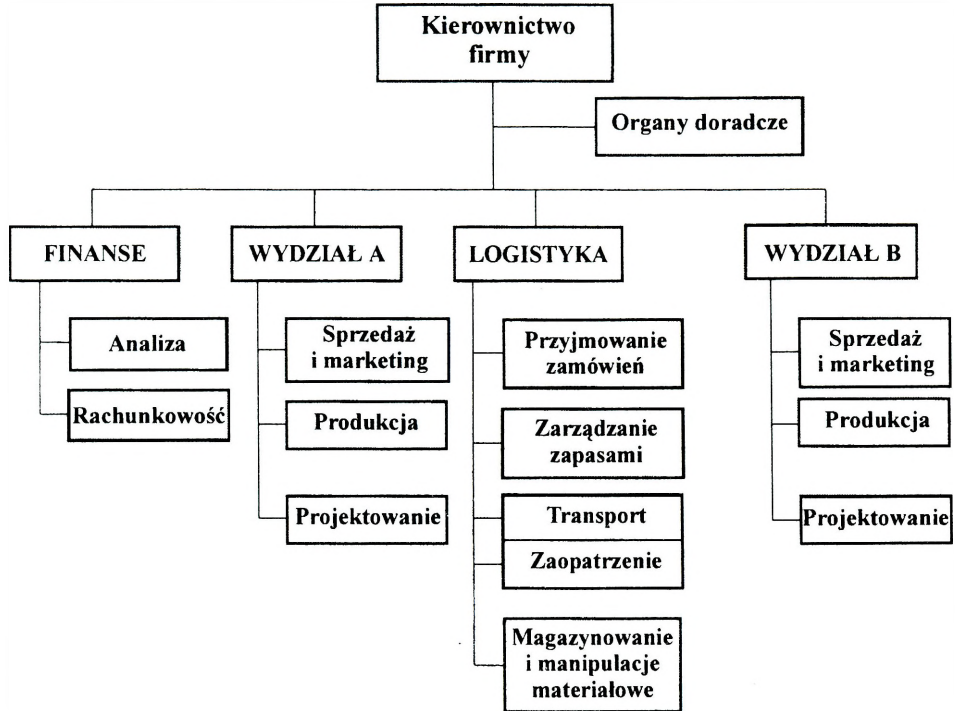 Kierownictwo
firmy
Organy doradcze
FINANSE
WYDZIAŁ A
LOGISTYKA
WYDZIAŁ B
Analiza
Rachunkowość
Sprzedaż
i marketing
Produkcja
Projektowanie
Przyjmowanie
zamówień
Zarządzanie
zapasami
Transport
Zaopatrzenie
Magazynowanie
i manipulacje
materiałowe
Sprzedaż
i marketing
Produkcja
Projektowanie